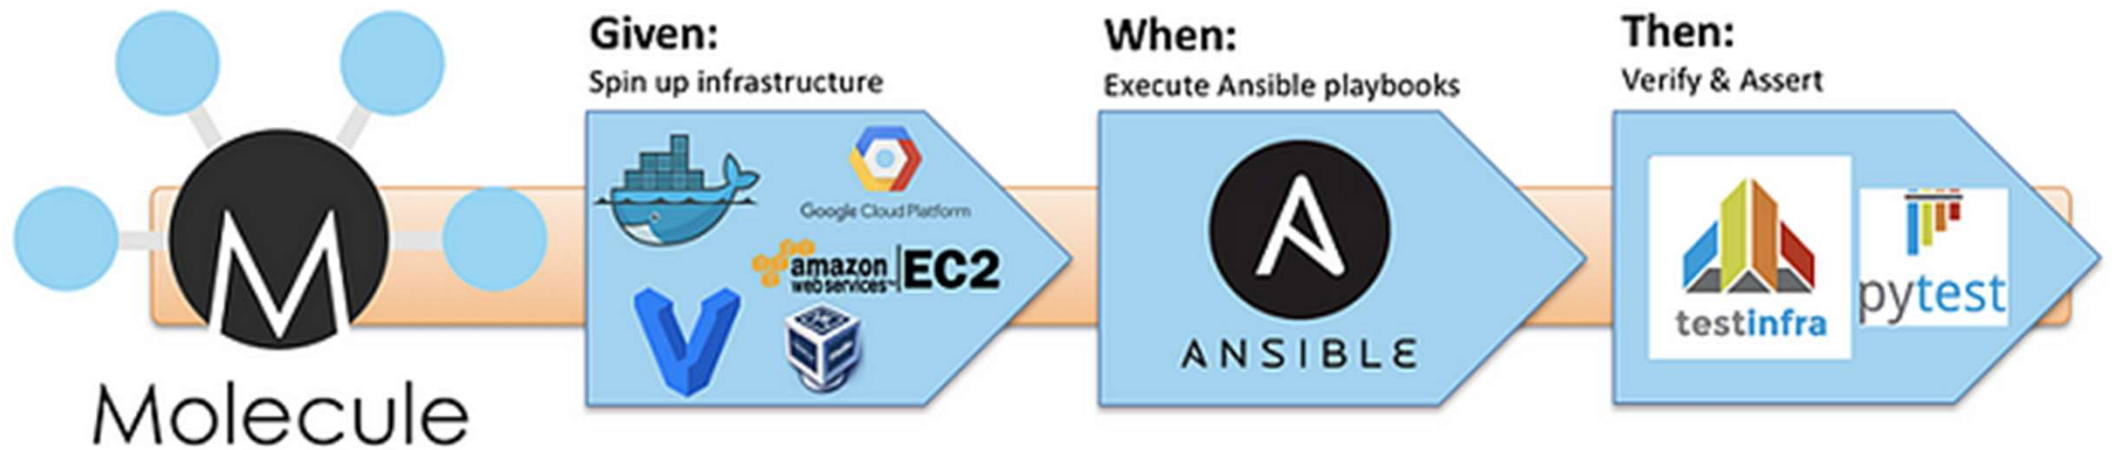 Molecule
Given:
Spin up infrastructure
Google Cloud Platform
amazon
web services™
EC2
When:
Execute Ansible playbooks
ANSIBLE
Then:
Verify & Assert
testinfra
pytest